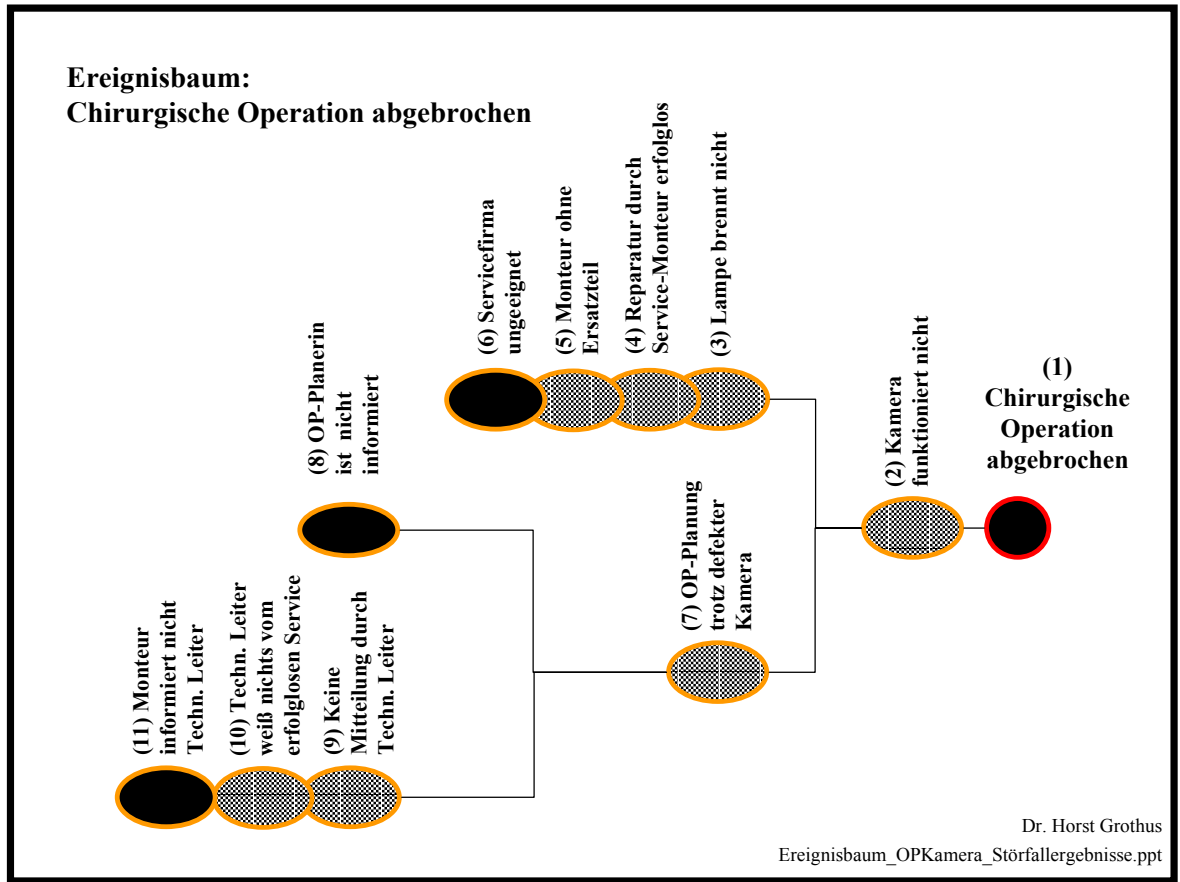 Ereignisbaum:
Chirurgische Operation abgebrochen
(6) Servicefirma
ungeeignet
(5) Monteur ohne
Ersatzteil
(4) Reparatur durch
Service-Monteur erfolglos
(3) Lampe brennt nicht
(2) Kamera
funktioniert nicht
(1)
Chirurgische
Operation
abgebrochen
(8) OP-Planerin
ist nicht
informiert
(7) OP-Planung
trotz defekter
Kamera
(11) Monteur
informiert nicht
Techn. Leiter
(10) Techn. Leiter
weiß nichts vom
erfolglosen Service
(9) Keine
Mitteilung durch
Techn. Leiter
Dr. Horst Grothus
Ereignisbaum_OPKamera_Störfallergebnisse.ppt